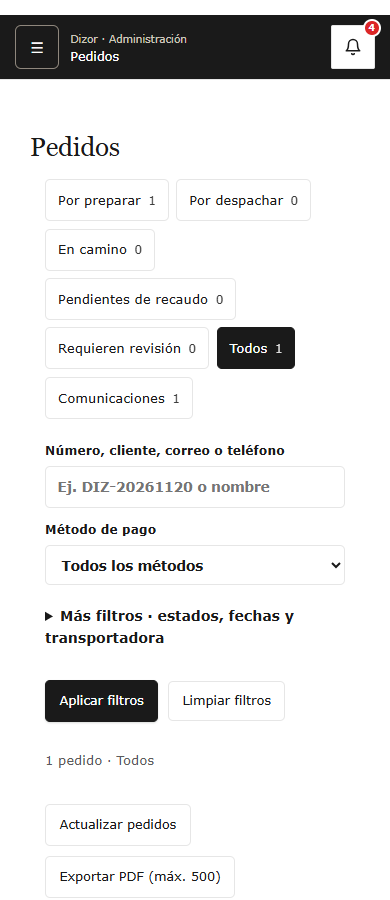 ☰
Dizor · Administración
Pedidos
4
Pedidos
Por preparar 1
Por despachar 0
En camino 0
Pendientes de recaudo 0
Requieren revisión 0
Todos 1
Comunicaciones 1
Número, cliente, correo o teléfono
Ej. DIZ-20261120 o nombre
Método de pago
Todos los métodos
▶ Más filtros · estados, fechas y
transportadora
Aplicar filtros
Limpiar filtros
1 pedido · Todos
Actualizar pedidos
Exportar PDF (máx. 500)